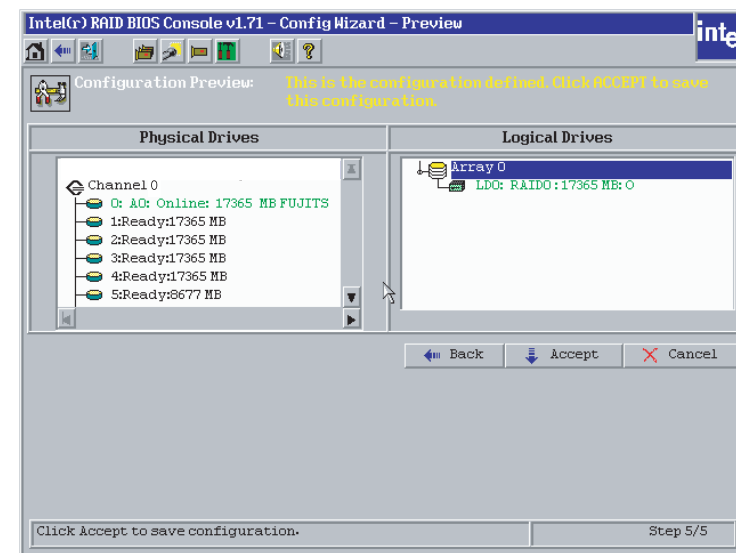 Intel(r) RAID BIOS Console v1.71 – Config Wizard – Preview
inte
Configuration Preview:
This is the configuration defined. Click ACCEPT to save
this configuration.
Physical Drives
Logical Drives
Channel 0
0: A0: Online: 17365 MB FUJITS
1:Ready:17365 MB
2:Ready:17365 MB
3:Ready:17365 MB
4:Ready:17365 MB
5:Ready:8677 MB
Array 0
LD0: RAID0:17365 MB: O
Back
Accept
Cancel
Click Accept to save configuration.
Step 5/5